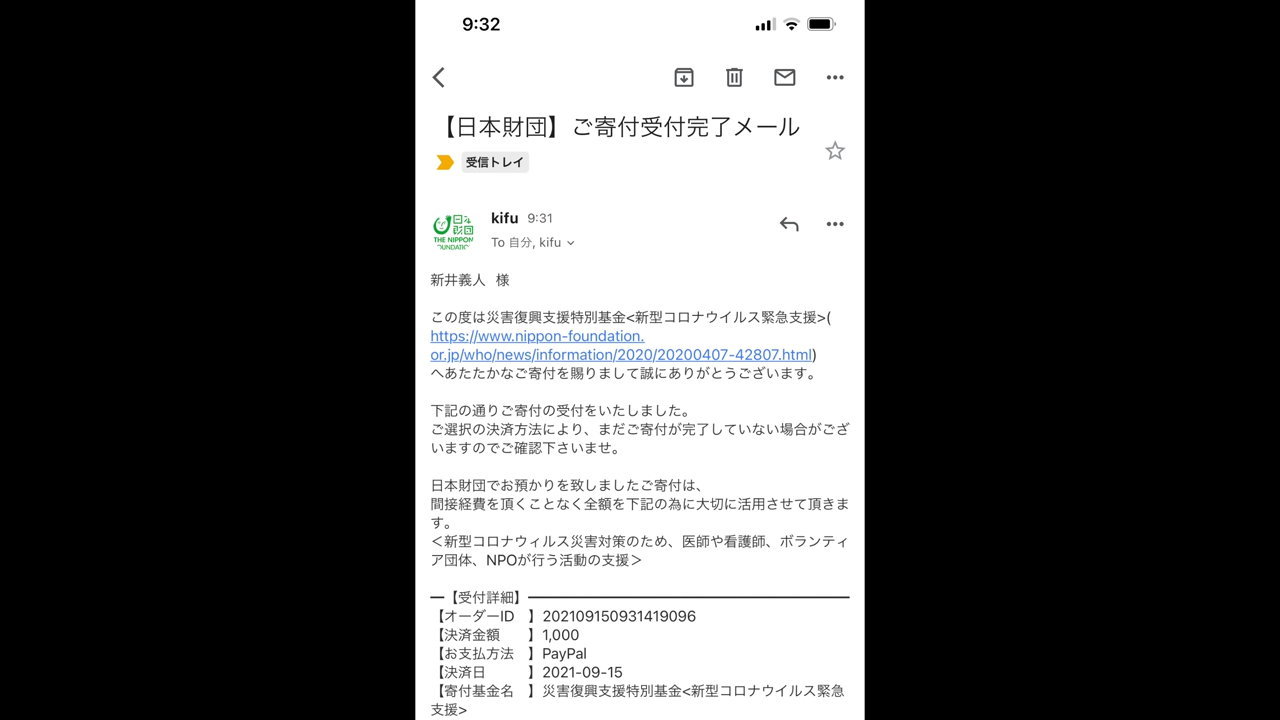 9:32
【日本財団】ご寄付受付完了メール
受信トレイ
日本
財団
THE NIPPON
FOUNDATION
kifu 9:31
To 自分, kifu
新井義人 様
この度は災害復興支援特別基金<新型コロナウイルス緊急支援>(
https://www.nippon-foundation.
or.jp/who/news/information/2020/20200407-42807.html)
へあたたかなご寄付を賜りまして誠にありがとうございます。
下記の通りご寄付の受付をいたしました。
ご選択の決済方法により、まだご寄付が完了していない場合がござ
いますのでご確認下さいませ。
日本財団でお預かりを致しましたご寄付は、
間接経費を頂くことなく全額を下記の為に大切に活用させて頂きま
す。
＜新型コロナウィルス災害対策のため、医師や看護師、ボランティ
ア団体、NPOが行う活動の支援＞
━【受付詳細】━━━━━━━━━━━━━━━━━━━━
【オーダーID 】202109150931419096
【決済金額 】1,000
【お支払方法 】PayPal
【決済日 】2021-09-15
【寄付基金名 】災害復興支援特別基金<新型コロナウイルス緊急
支援>